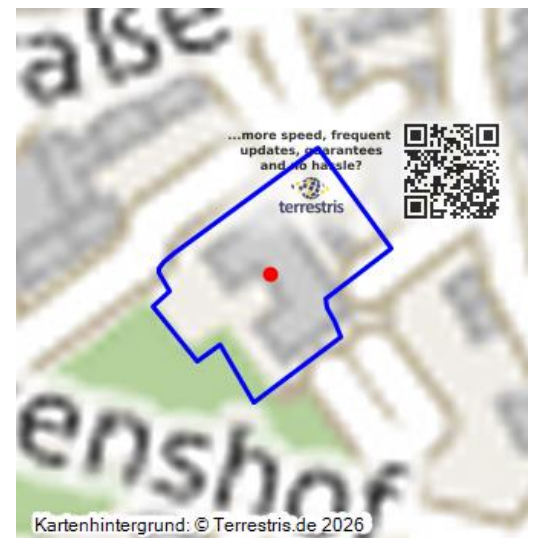 aße
...more speed, frequent
updates, guarantees
and no hassle?
terrestris
enshof
Kartenhintergrund: © Terrestris.de 2026